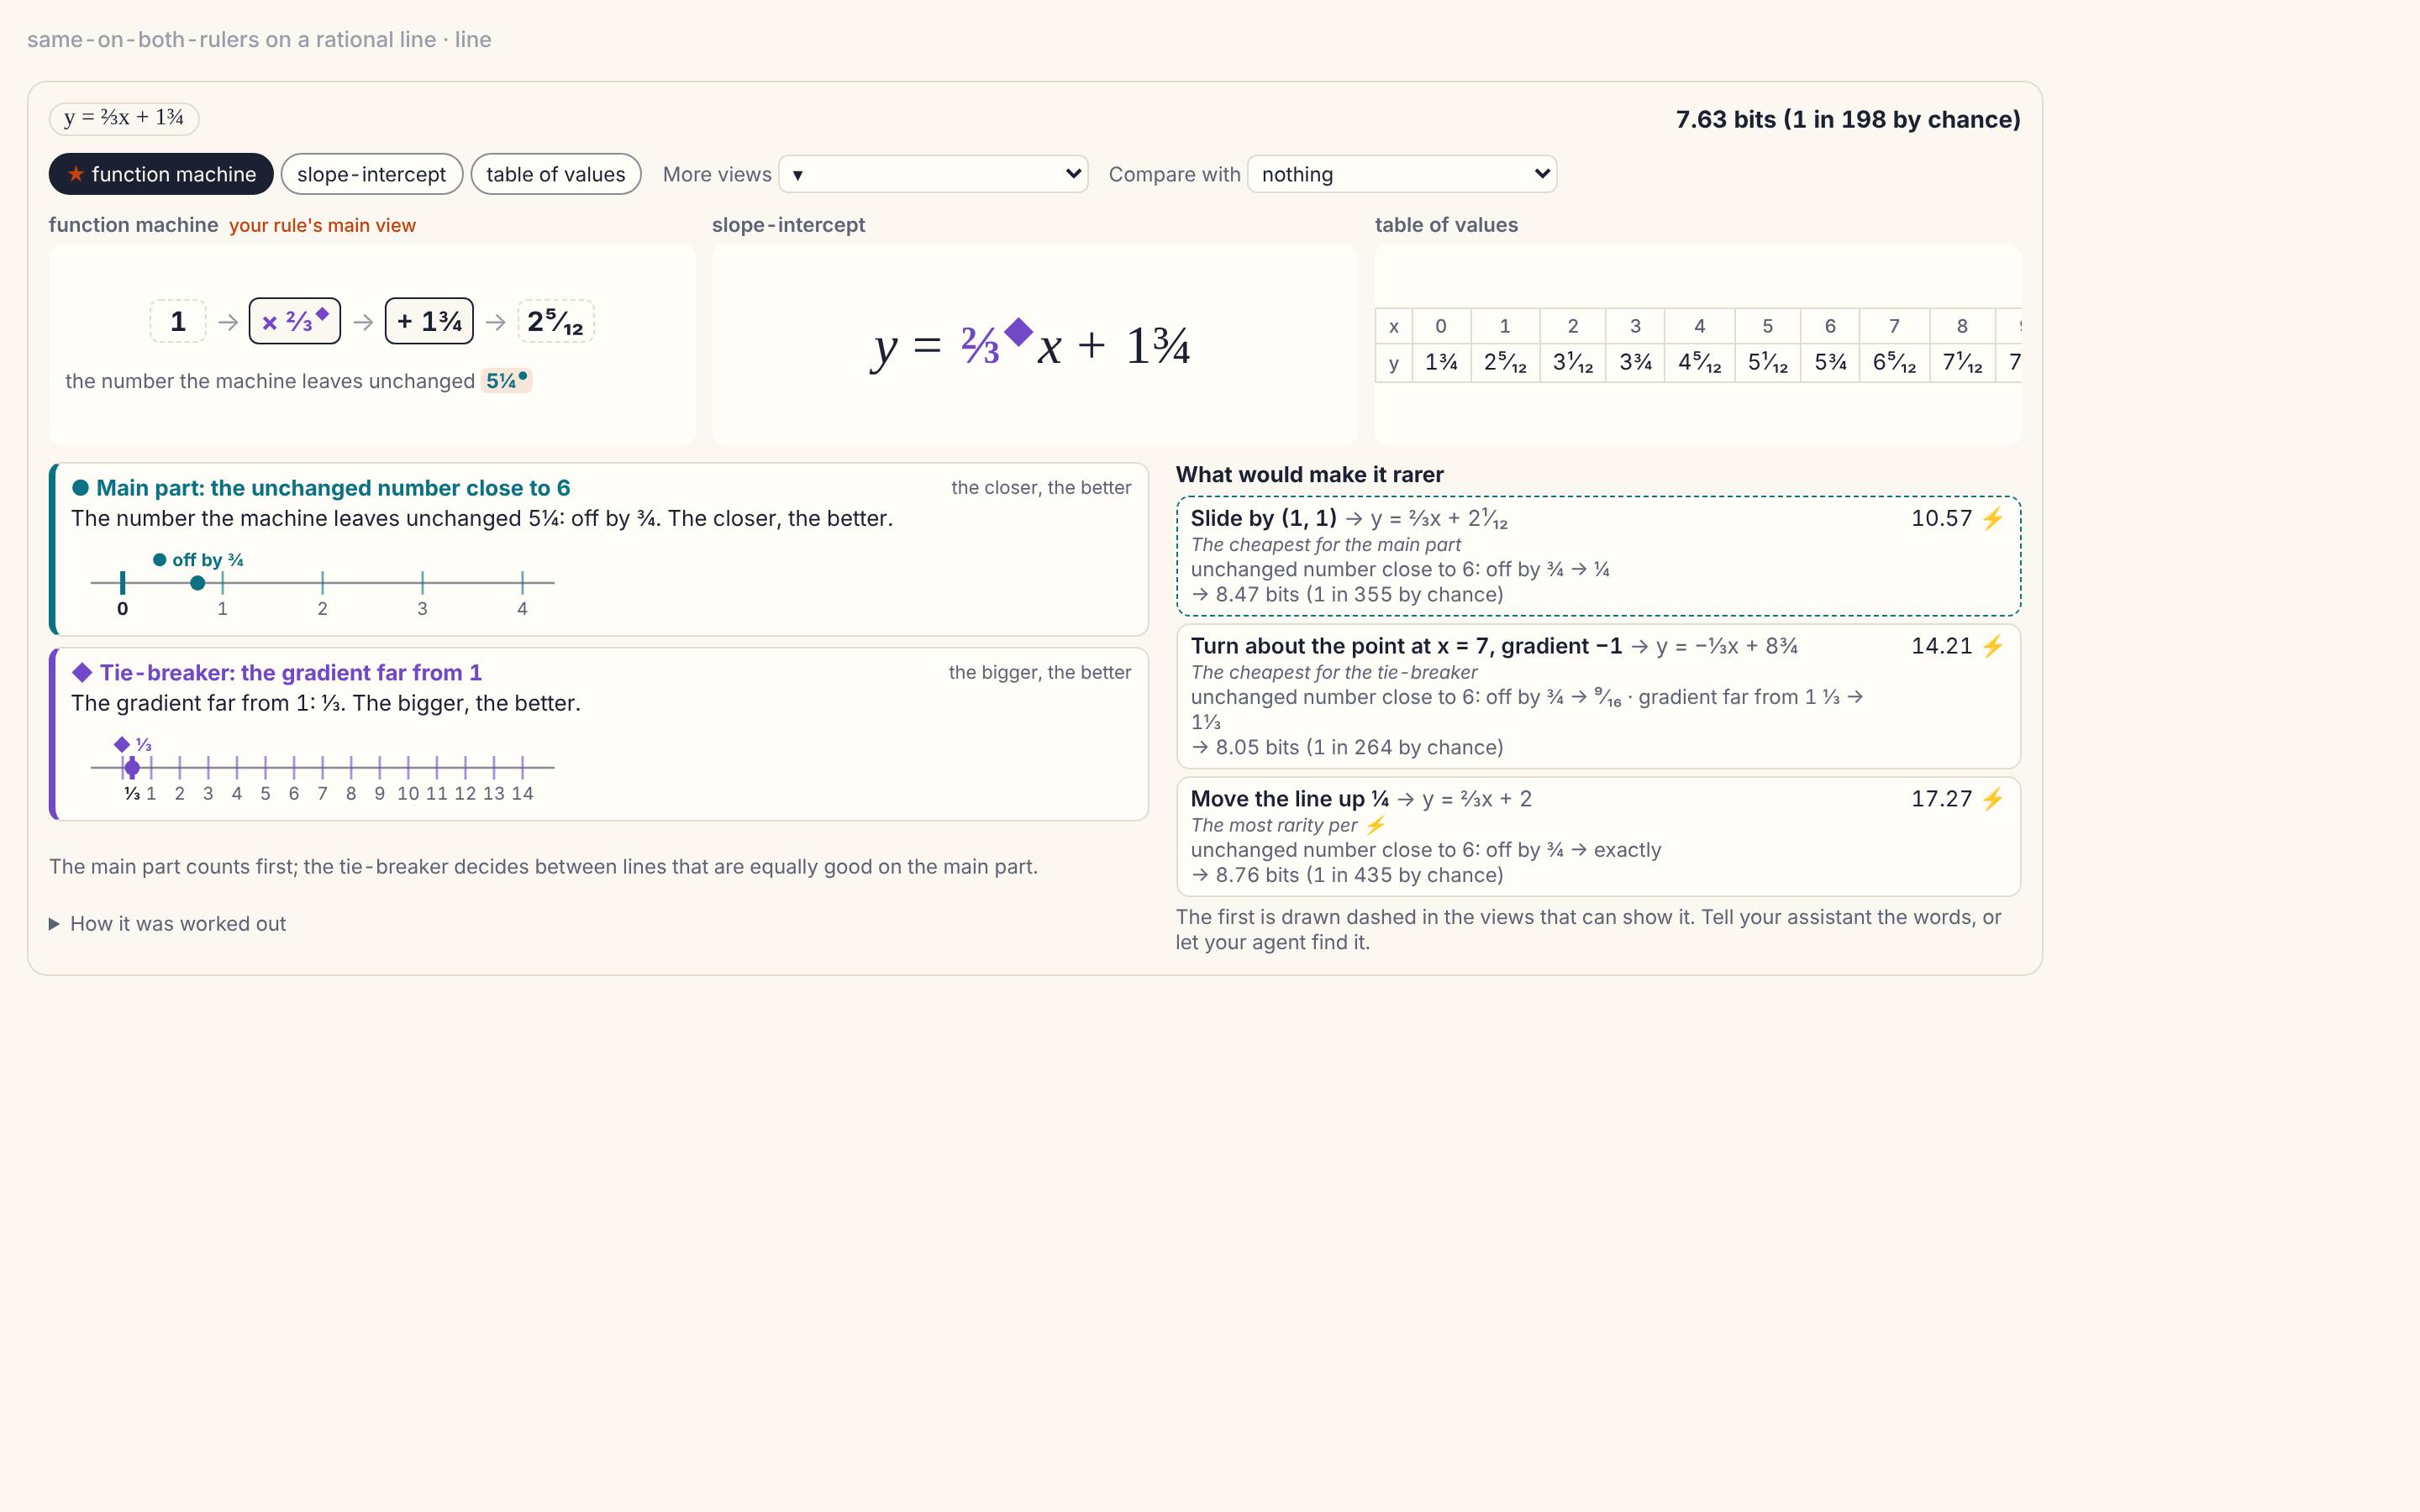 same-on-both-rulers on a rational line · line
y = ⅔x + 1¾
7.63 bits (1 in 198 by chance)
★ function machine
slope-intercept
table of values
More views ▾
Compare with nothing
function machine your rule's main view
1 → × ⅔◆ → + 1¾ → 2⁵⁄₁₂
the number the machine leaves unchanged 5¼●
slope-intercept
y = ⅔◆x + 1¾
table of values
x 0 1 2 3 4 5 6 7 8
y 1¾ 2⁵⁄₁₂ 3¹⁄₁₂ 3¾ 4⁵⁄₁₂ 5¹⁄₁₂ 5¾ 6⁵⁄₁₂ 7¹⁄₁₂ 7
● Main part: the unchanged number close to 6
the closer, the better
The number the machine leaves unchanged 5¼: off by ¾. The closer, the better.
● off by ¾
0 1 2 3 4
◆ Tie-breaker: the gradient far from 1
the bigger, the better
The gradient far from 1: ⅓. The bigger, the better.
◆ ⅓
⅓ 1 2 3 4 5 6 7 8 9 10 11 12 13 14
The main part counts first; the tie-breaker decides between lines that are equally good on the main part.
▶ How it was worked out
What would make it rarer
Slide by (1, 1) → y = ⅔x + 2¹⁄₁₂ 10.57 ⚡
The cheapest for the main part
unchanged number close to 6: off by ¾ → ¼
→ 8.47 bits (1 in 355 by chance)
Turn about the point at x = 7, gradient −1 → y = −⅓x + 8¾ 14.21 ⚡
The cheapest for the tie-breaker
unchanged number close to 6: off by ¾ → ⁹⁄₁₆ · gradient far from 1 ⅓ →
1⅓
→ 8.05 bits (1 in 264 by chance)
Move the line up ¼ → y = ⅔x + 2 17.27 ⚡
The most rarity per ⚡
unchanged number close to 6: off by ¾ → exactly
→ 8.76 bits (1 in 435 by chance)
The first is drawn dashed in the views that can show it. Tell your assistant the words, or
let your agent find it.